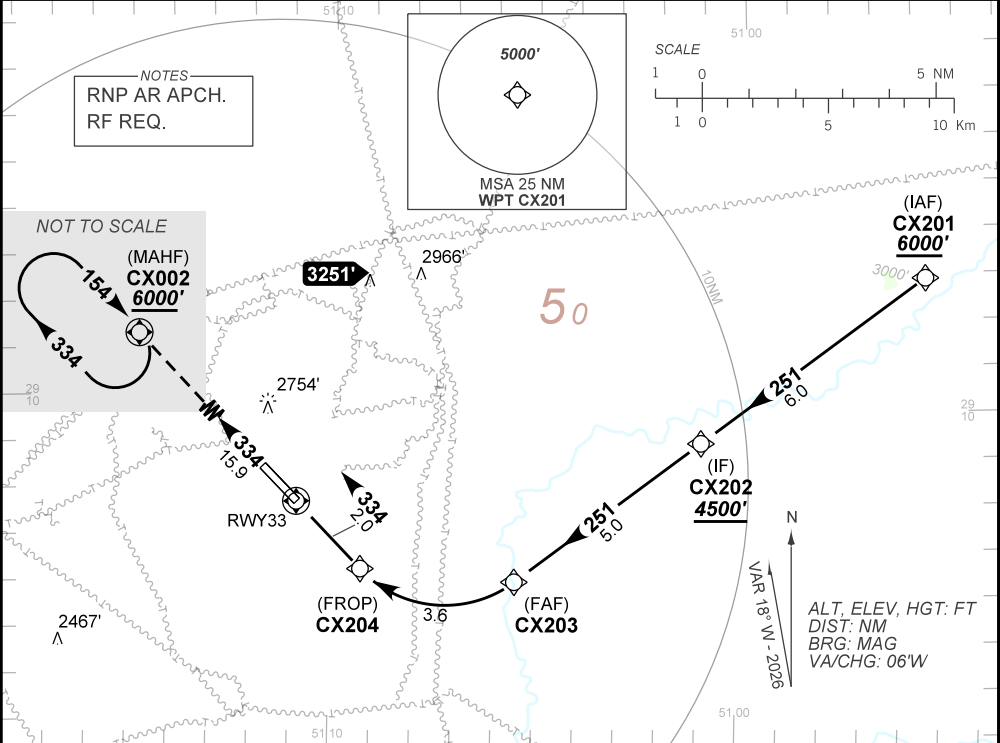 51 10
51 00
NOTES
RNP AR APCH.
RF REQ.
5000'
MSA 25 NM
WPT CX201
SCALE
1 0 5 NM
1 0 5 10 Km
NOT TO SCALE
(MAHF)
CX002
6000'
154
334
3251'
2966'
2754'
50
10NM
(IAF)
CX201
6000'
3000'
251
6.0
29
10
29
10
(IF)
CX202
4500'
251
5.0
334
15.9
RWY33
334
2.0
(FROP)
CX204
3.6
(FAF)
CX203
2467'
N
VAR 18° W - 2026
ALT, ELEV, HGT: FT
DIST: NM
BRG: MAG
VA/CHG: 06'W
51 10
51 00